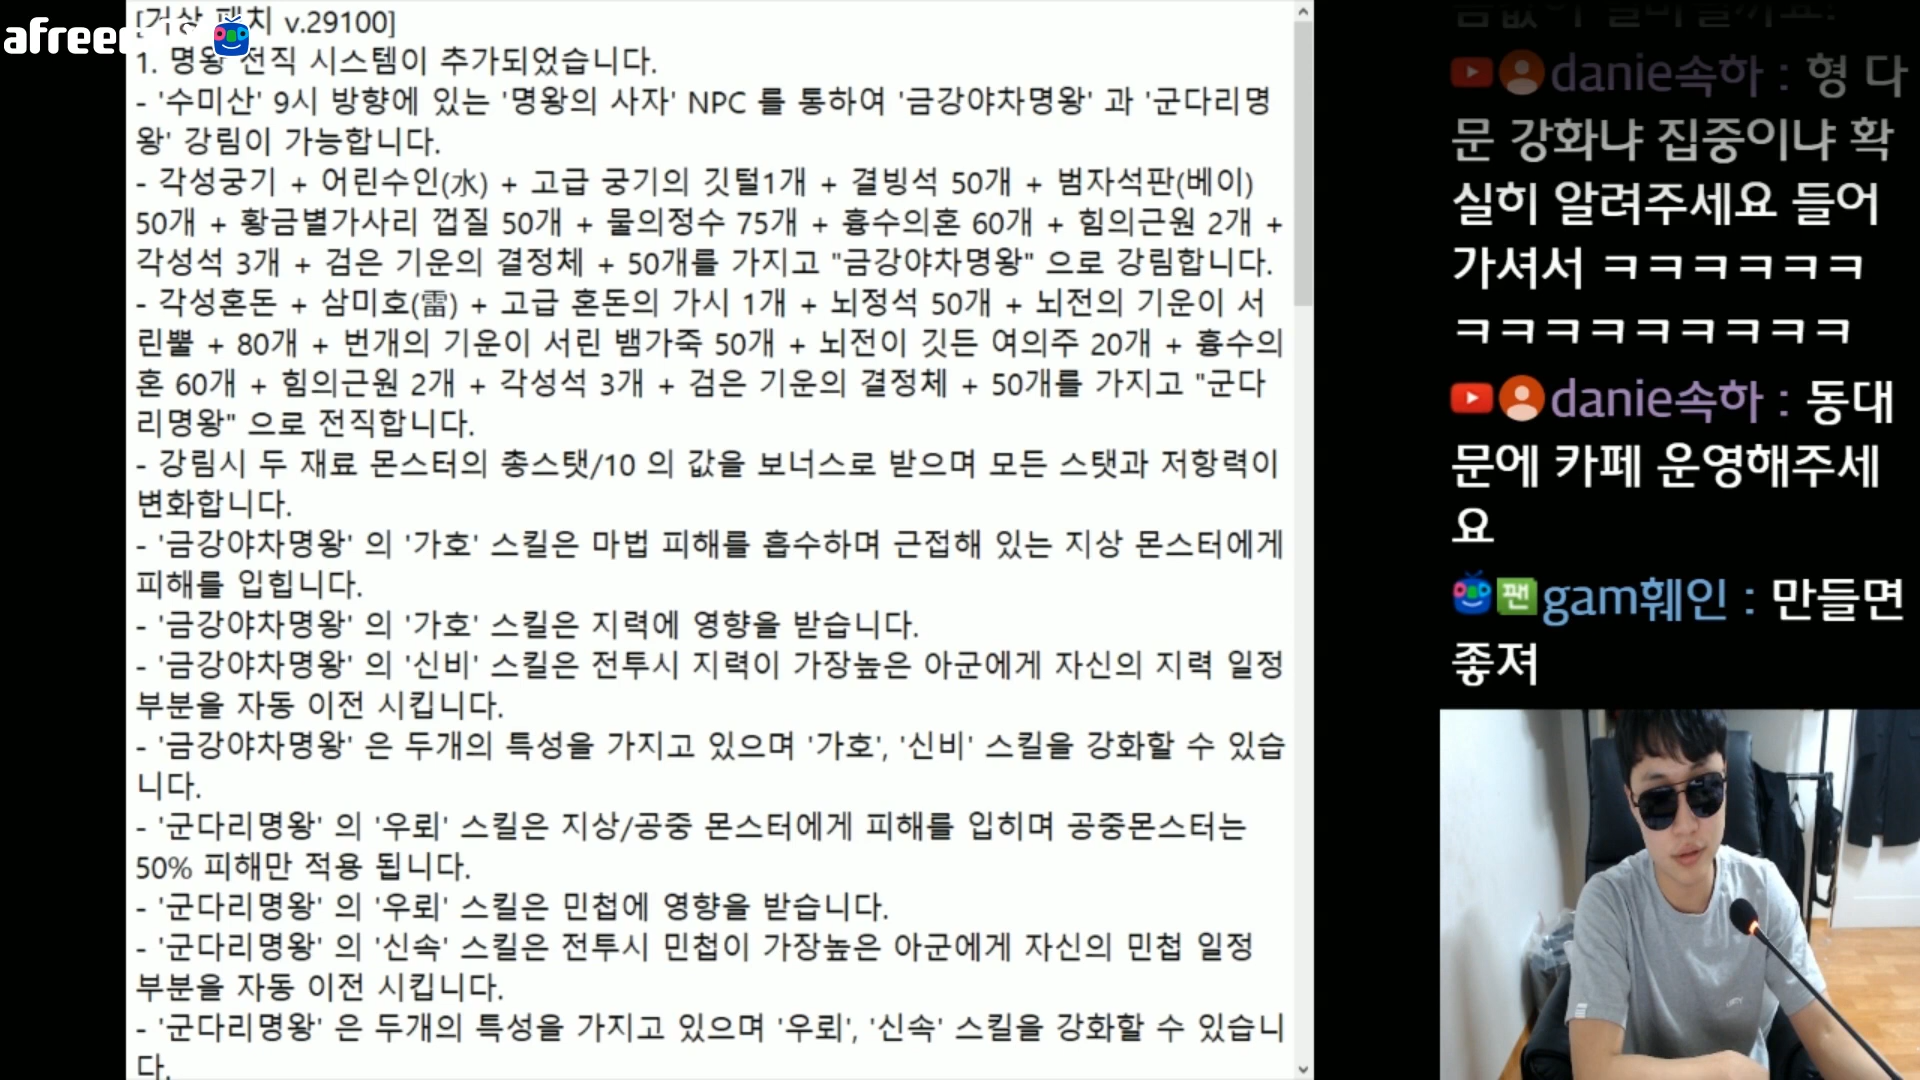 afree
[거상 패치 v.29100]
1. 명왕 전직 시스템이 추가되었습니다.
- '수미산' 9시 방향에 있는 '명왕의 사자' NPC 를 통하여 '금강야차명왕' 과 '군다리명
왕' 강림이 가능합니다.
- 각성궁기 + 어린수인(水) + 고급 궁기의 깃털1개 + 결빙석 50개 + 범자석판(베이)
50개 + 황금별가사리 껍질 50개 + 물의정수 75개 + 흉수의혼 60개 + 힘의근원 2개 +
각성석 3개 + 검은 기운의 결정체 + 50개를 가지고 "금강야차명왕" 으로 강림합니다.
- 각성혼돈 + 삼미호(雷) + 고급 혼돈의 가시 1개 + 뇌정석 50개 + 뇌전의 기운이 서
린뿔 + 80개 + 번개의 기운이 서린 뱀가죽 50개 + 뇌전이 깃든 여의주 20개 + 흉수의
혼 60개 + 힘의근원 2개 + 각성석 3개 + 검은 기운의 결정체 + 50개를 가지고 "군다
리명왕" 으로 전직합니다.
- 강림시 두 재료 몬스터의 총스탯/10 의 값을 보너스로 받으며 모든 스탯과 저항력이
변화합니다.
- '금강야차명왕' 의 '가호' 스킬은 마법 피해를 흡수하며 근접해 있는 지상 몬스터에게
피해를 입힙니다.
- '금강야차명왕' 의 '가호' 스킬은 지력에 영향을 받습니다.
- '금강야차명왕' 의 '신비' 스킬은 전투시 지력이 가장높은 아군에게 자신의 지력 일정
부분을 자동 이전 시킵니다.
- '금강야차명왕' 은 두개의 특성을 가지고 있으며 '가호', '신비' 스킬을 강화할 수 있습
니다.
- '군다리명왕' 의 '우뢰' 스킬은 지상/공중 몬스터에게 피해를 입히며 공중몬스터는
50% 피해만 적용 됩니다.
- '군다리명왕' 의 '우뢰' 스킬은 민첩에 영향을 받습니다.
- '군다리명왕' 의 '신속' 스킬은 전투시 민첩이 가장높은 아군에게 자신의 민첩 일정
부분을 자동 이전 시킵니다.
- '군다리명왕' 은 두개의 특성을 가지고 있으며 '우뢰', '신속' 스킬을 강화할 수 있습니
다.
danie속하 : 형 다
문 강화냐 집중이냐 확
실히 알려주세요 들어
가셔서 ㅋㅋㅋㅋㅋㅋ
ㅋㅋㅋㅋㅋㅋㅋㅋㅋ
danie속하 : 동대
문에 카페 운영해주세
요
팬 gam훼인 : 만들면
좋져